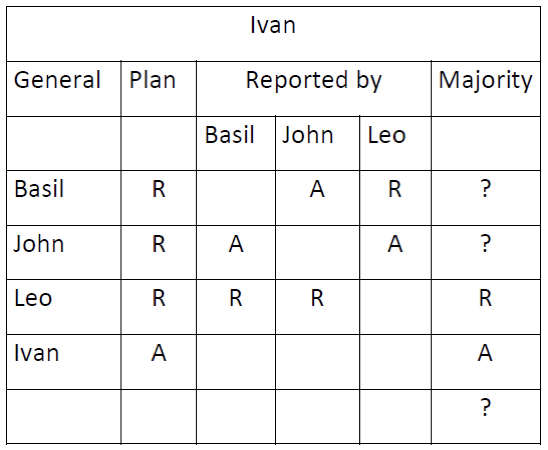 Ivan
General Plan Reported by Majority
Basil John Leo
Basil R A R ?
John R A A ?
Leo R R R R
Ivan A A
?